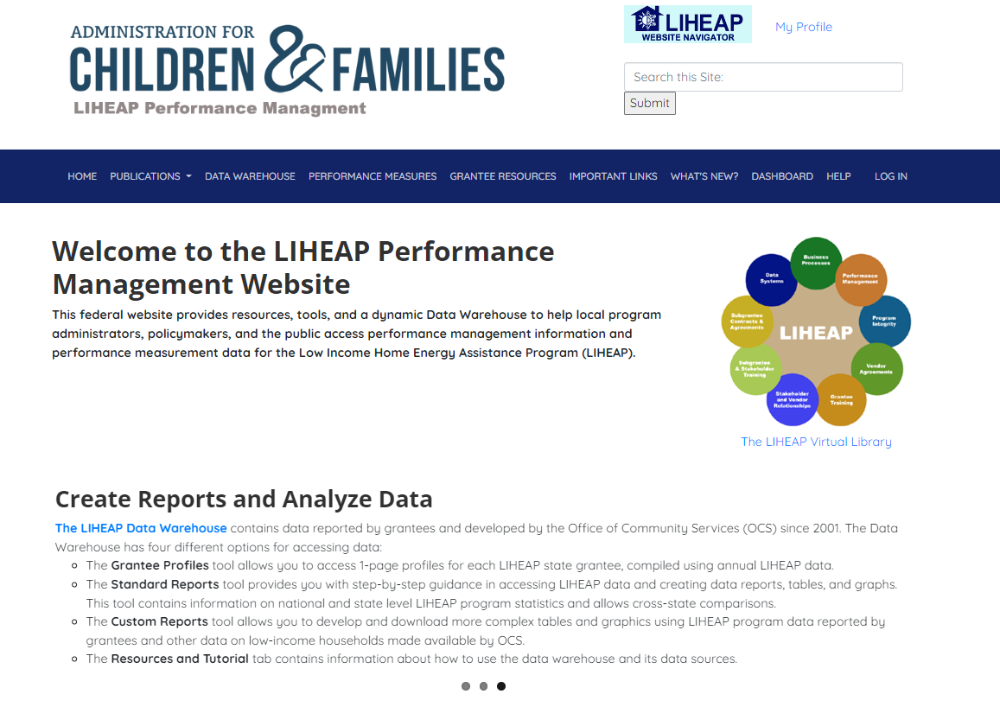 ADMINISTRATION FOR
CHILDREN & FAMILIES
LIHEAP Performance Managment
LIHEAP
WEBSITE NAVIGATOR
My Profile
Search this Site:
Submit
HOME PUBLICATIONS DATA WAREHOUSE PERFORMANCE MEASURES GRANTEE RESOURCES IMPORTANT LINKS WHAT'S NEW? DASHBOARD HELP LOG IN
Welcome to the LIHEAP Performance
Management Website
This federal website provides resources, tools, and a dynamic Data Warehouse to help local program
administrators, policymakers, and the public access performance management information and
performance measurement data for the Low Income Home Energy Assistance Program (LIHEAP).
Business
Processes
Performance
Management
Program
Integrity
Vendor
Agreements
Grantee
Training
Stakeholder
and Vendor
Relationships
Subgrantee
& Stakeholder
Training
Subgrantee
Contracts &
Agreements
Data
Systems
LIHEAP
The LIHEAP Virtual Library
Create Reports and Analyze Data
The LIHEAP Data Warehouse contains data reported by grantees and developed by the Office of Community Services (OCS) since 2001. The Data
Warehouse has four different options for accessing data:
The Grantee Profiles tool allows you to access 1-page profiles for each LIHEAP state grantee, compiled using annual LIHEAP data.
The Standard Reports tool provides you with step-by-step guidance in accessing LIHEAP data and creating data reports, tables, and graphs.
This tool contains information on national and state level LIHEAP program statistics and allows cross-state comparisons.
The Custom Reports tool allows you to develop and download more complex tables and graphics using LIHEAP program data reported by
grantees and other data on low-income households made available by OCS.
The Resources and Tutorial tab contains information about how to use the data warehouse and its data sources.